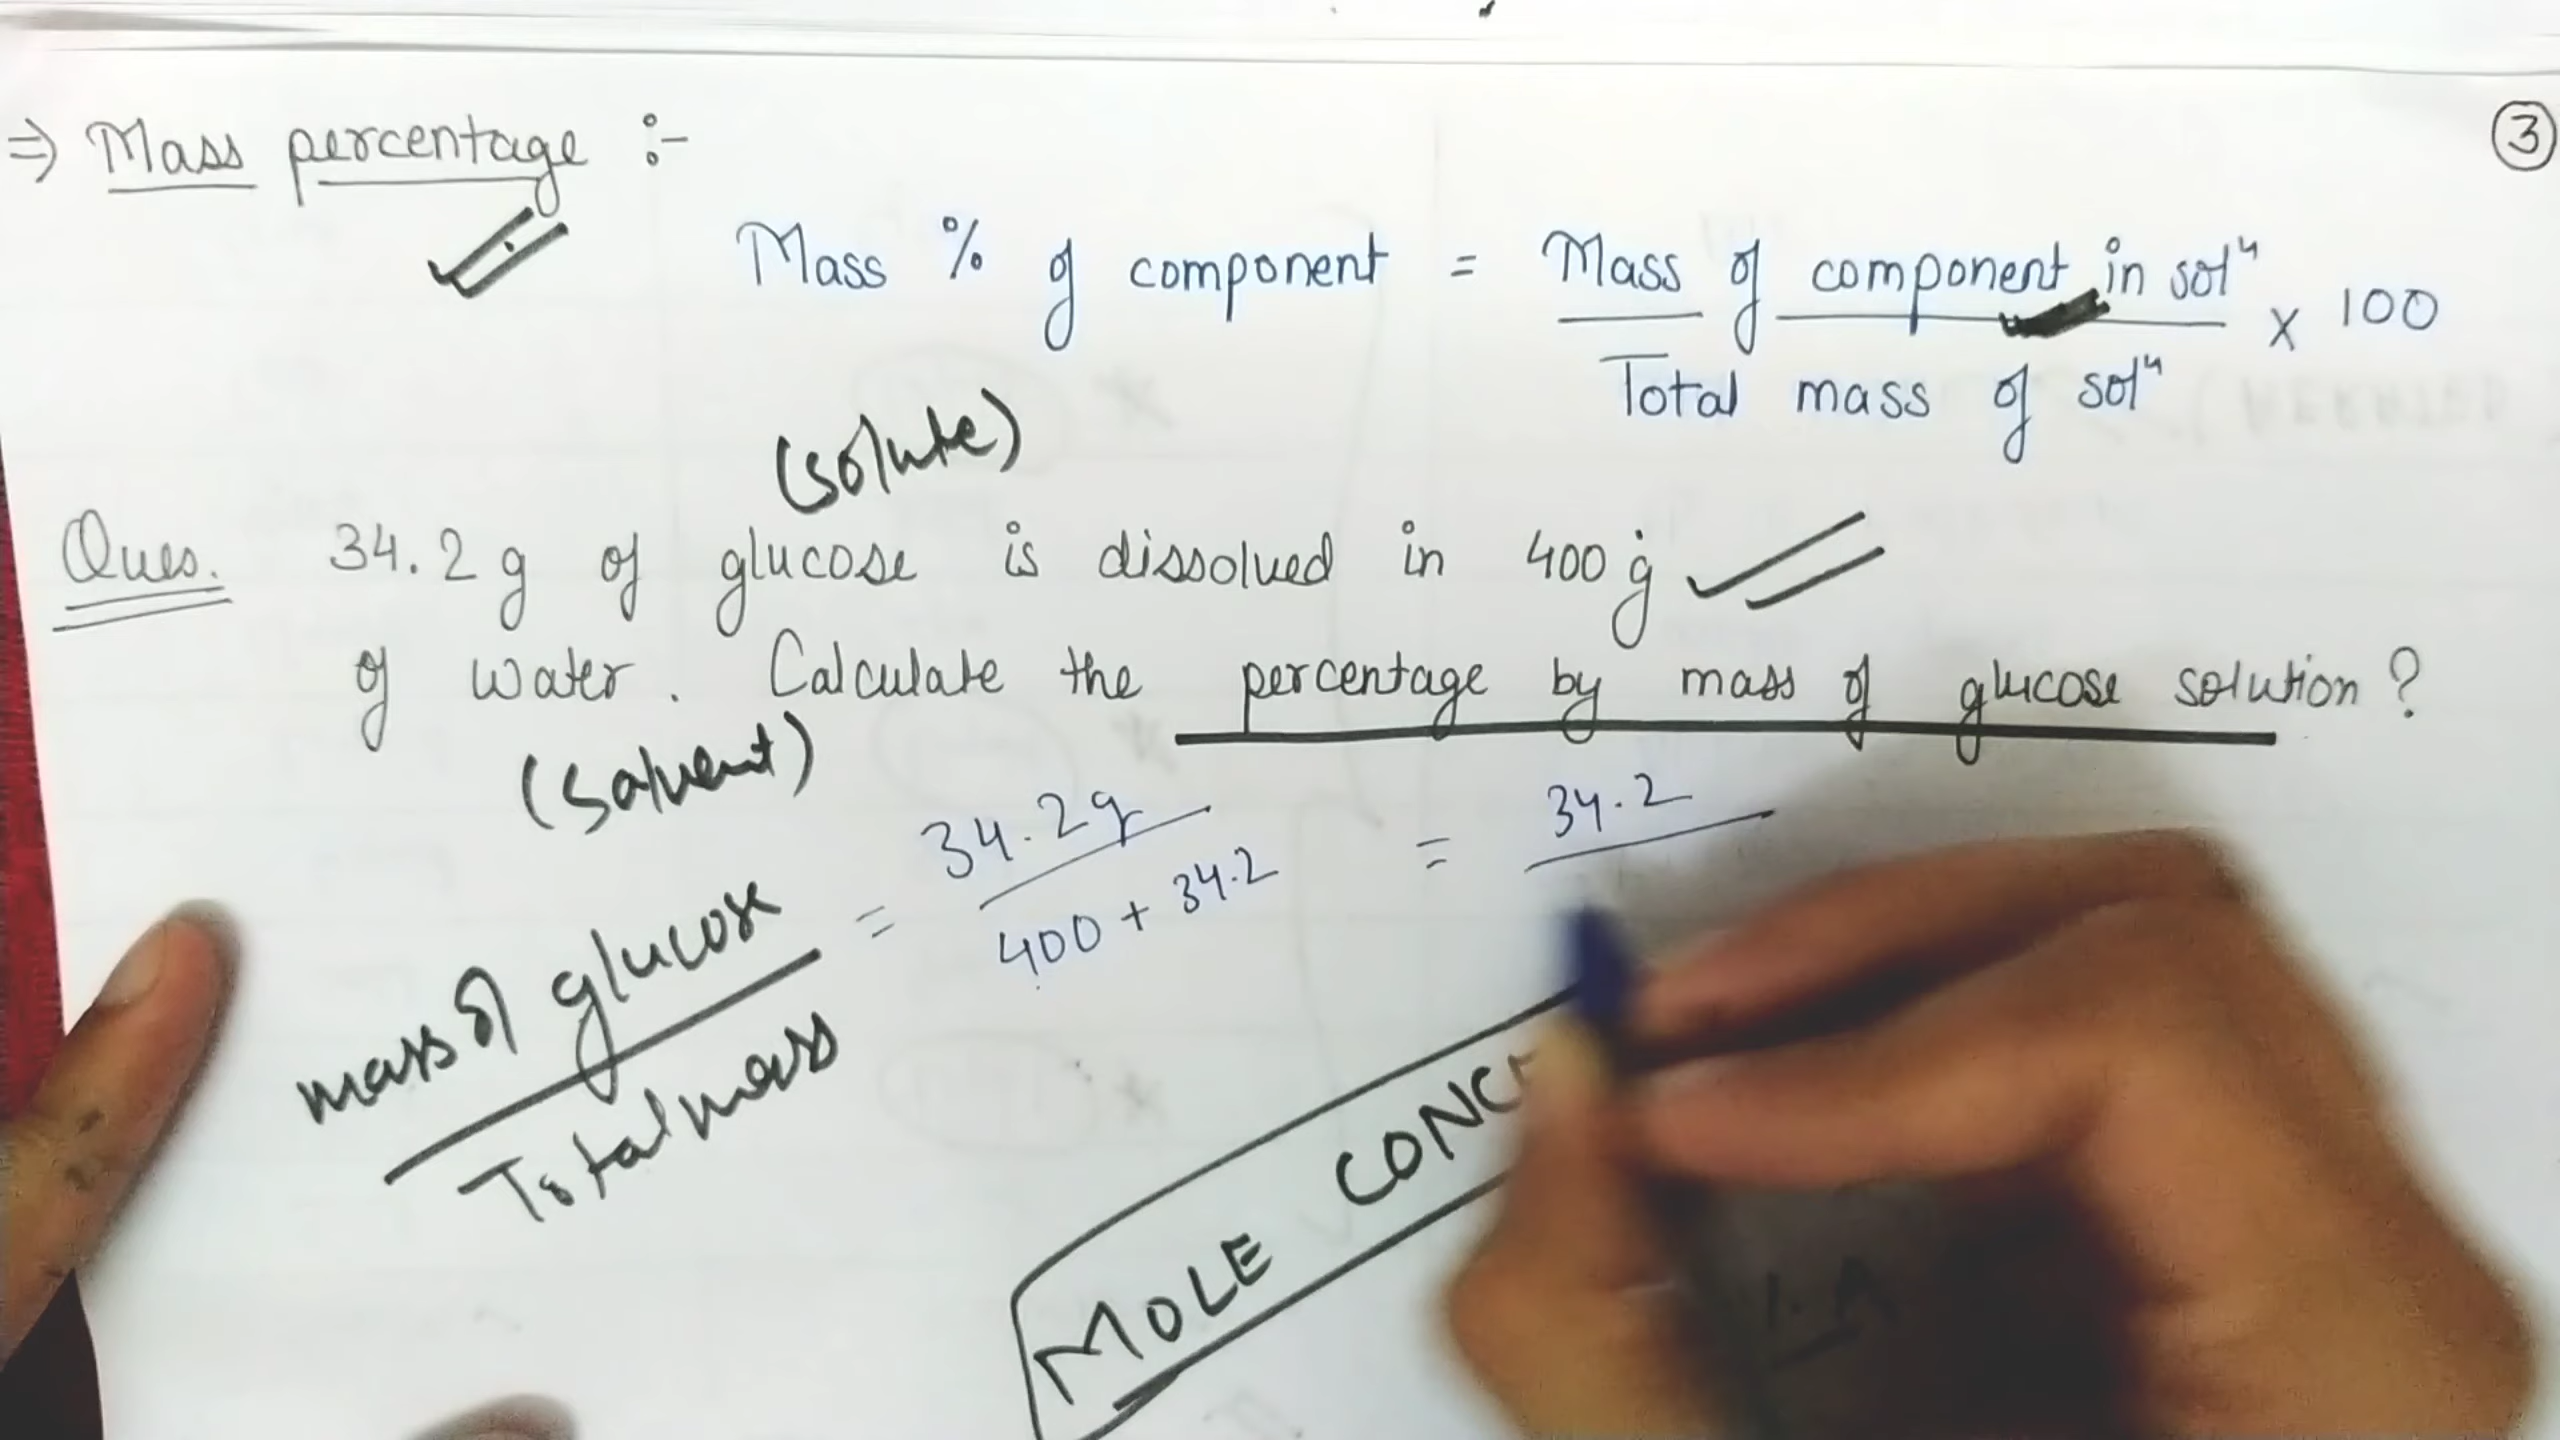 ⇒ Mass percentage :-
③
Mass % of component = Mass of component in solⁿ / Total mass of solⁿ × 100
(solute)
Ques. 34.2 g of glucose is dissolved in 400 g
of water. Calculate the percentage by mass of glucose solution?
(solvent)
mass of glucose / Total mass = 34.2g / 400 + 34.2 = 34.2
MOLE CONC